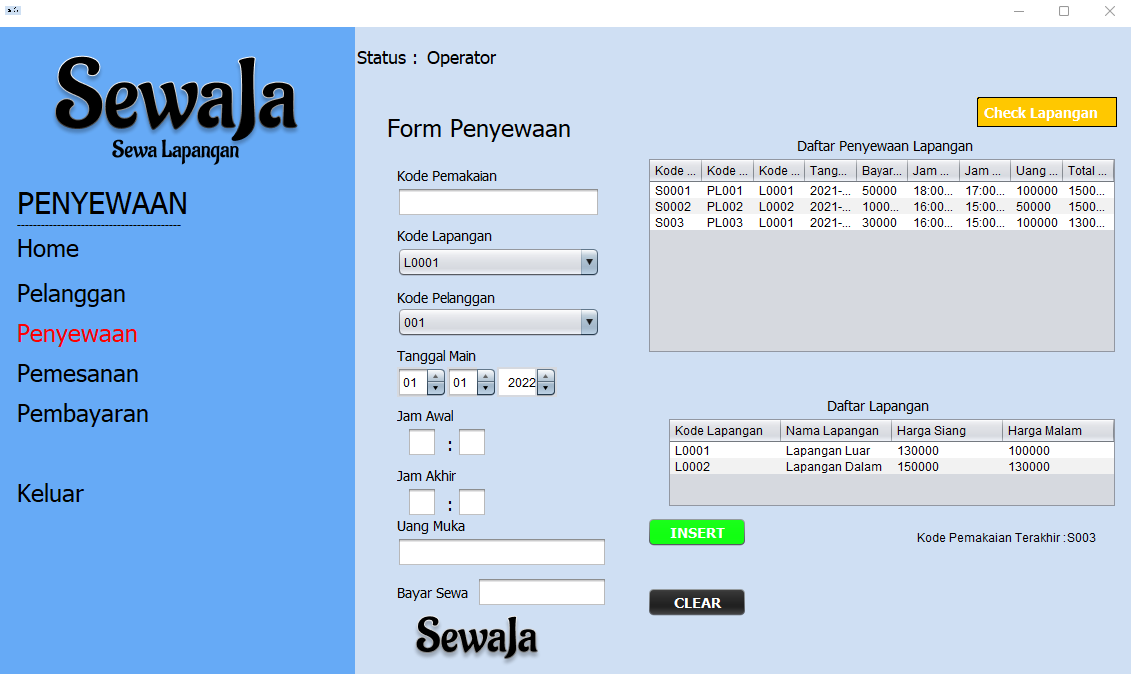 SewaJa
Sewa Lapangan
PENYEWAAN
-----------------------------------------
Home
Pelanggan
Penyewaan
Pemesanan
Pembayaran
Keluar
Status : Operator
Form Penyewaan
Kode Pemakaian
Kode Lapangan
L0001
Kode Pelanggan
001
Tanggal Main
01 01 2022
Jam Awal
:
Jam Akhir
:
Uang Muka
Bayar Sewa
SewaJa
Check Lapangan
Daftar Penyewaan Lapangan
Kode ... Kode ... Kode ... Tang... Bayar... Jam ... Jam ... Uang ... Total ...
S0001 PL001 L0001 2021-... 50000 18:00... 17:00... 100000 1500...
S0002 PL002 L0002 2021-... 1000... 16:00... 15:00... 50000 1500...
S003 PL003 L0001 2021-... 30000 16:00... 15:00... 100000 1300...
Daftar Lapangan
Kode Lapangan Nama Lapangan Harga Siang Harga Malam
L0001 Lapangan Luar 130000 100000
L0002 Lapangan Dalam 150000 130000
INSERT
Kode Pemakaian Terakhir :S003
CLEAR